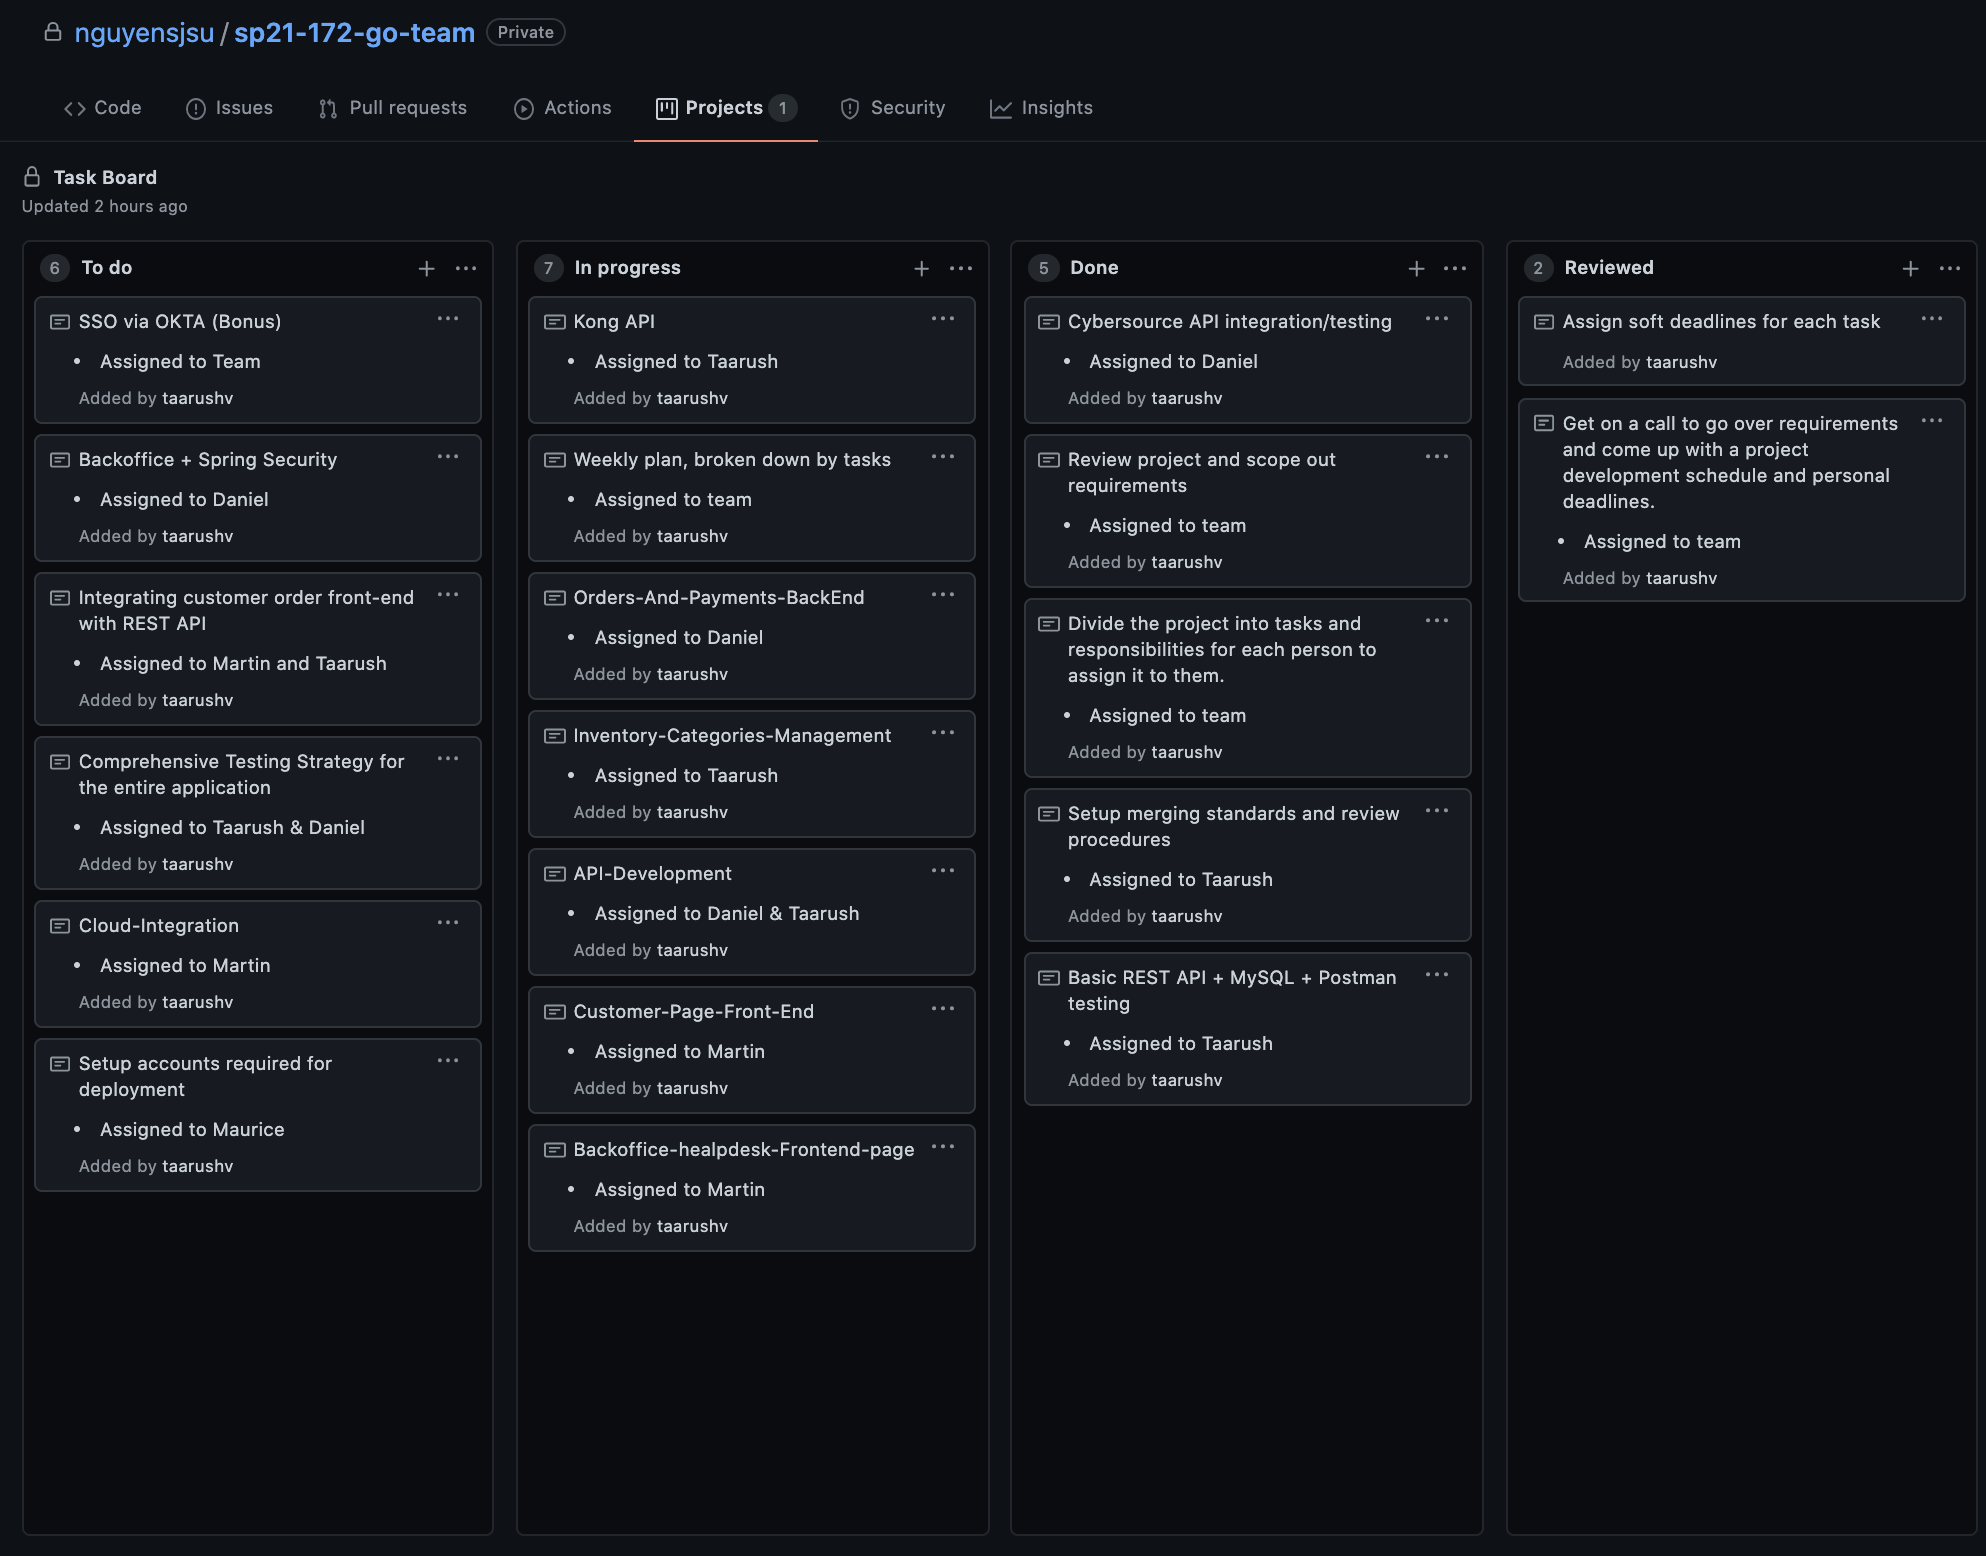 nguyensjsu / sp21-172-go-team Private
Code Issues Pull requests Actions Projects 1 Security Insights
Task Board
Updated 2 hours ago
6 To do
SSO via OKTA (Bonus)
• Assigned to Team
Added by taarushv
Backoffice + Spring Security
• Assigned to Daniel
Added by taarushv
Integrating customer order front-end
with REST API
• Assigned to Martin and Taarush
Added by taarushv
Comprehensive Testing Strategy for
the entire application
• Assigned to Taarush & Daniel
Added by taarushv
Cloud-Integration
• Assigned to Martin
Added by taarushv
Setup accounts required for
deployment
• Assigned to Maurice
Added by taarushv
7 In progress
Kong API
• Assigned to Taarush
Added by taarushv
Weekly plan, broken down by tasks
• Assigned to team
Added by taarushv
Orders-And-Payments-BackEnd
• Assigned to Daniel
Added by taarushv
Inventory-Categories-Management
• Assigned to Taarush
Added by taarushv
API-Development
• Assigned to Daniel & Taarush
Added by taarushv
Customer-Page-Front-End
• Assigned to Martin
Added by taarushv
Backoffice-healpdesk-Frontend-page
• Assigned to Martin
Added by taarushv
5 Done
Cybersource API integration/testing
• Assigned to Daniel
Added by taarushv
Review project and scope out
requirements
• Assigned to team
Added by taarushv
Divide the project into tasks and
responsibilities for each person to
assign it to them.
• Assigned to team
Added by taarushv
Setup merging standards and review
procedures
• Assigned to Taarush
Added by taarushv
Basic REST API + MySQL + Postman
testing
• Assigned to Taarush
Added by taarushv
2 Reviewed
Assign soft deadlines for each task
Added by taarushv
Get on a call to go over requirements
and come up with a project
development schedule and personal
deadlines.
• Assigned to team
Added by taarushv